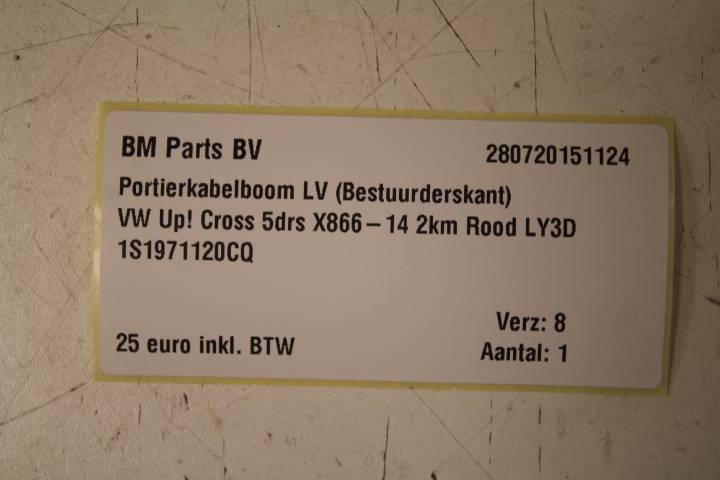 BM Parts BV 280720151124
Portierkabelboom LV (Bestuurderskant)
VW Up! Cross 5drs X866-14 2km Rood LY3D
1S1971120CQ
Verz: 8
25 euro inkl. BTW Aantal: 1